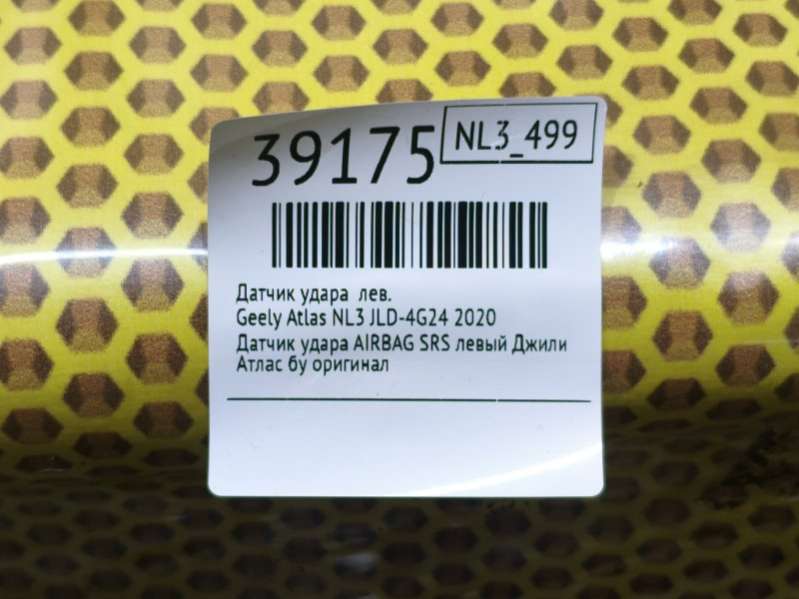 39175
NL3_499
Датчик удара лев.
Geely Atlas NL3 JLD-4G24 2020
Датчик удара AIRBAG SRS левый Джили
Атлас бу оригинал